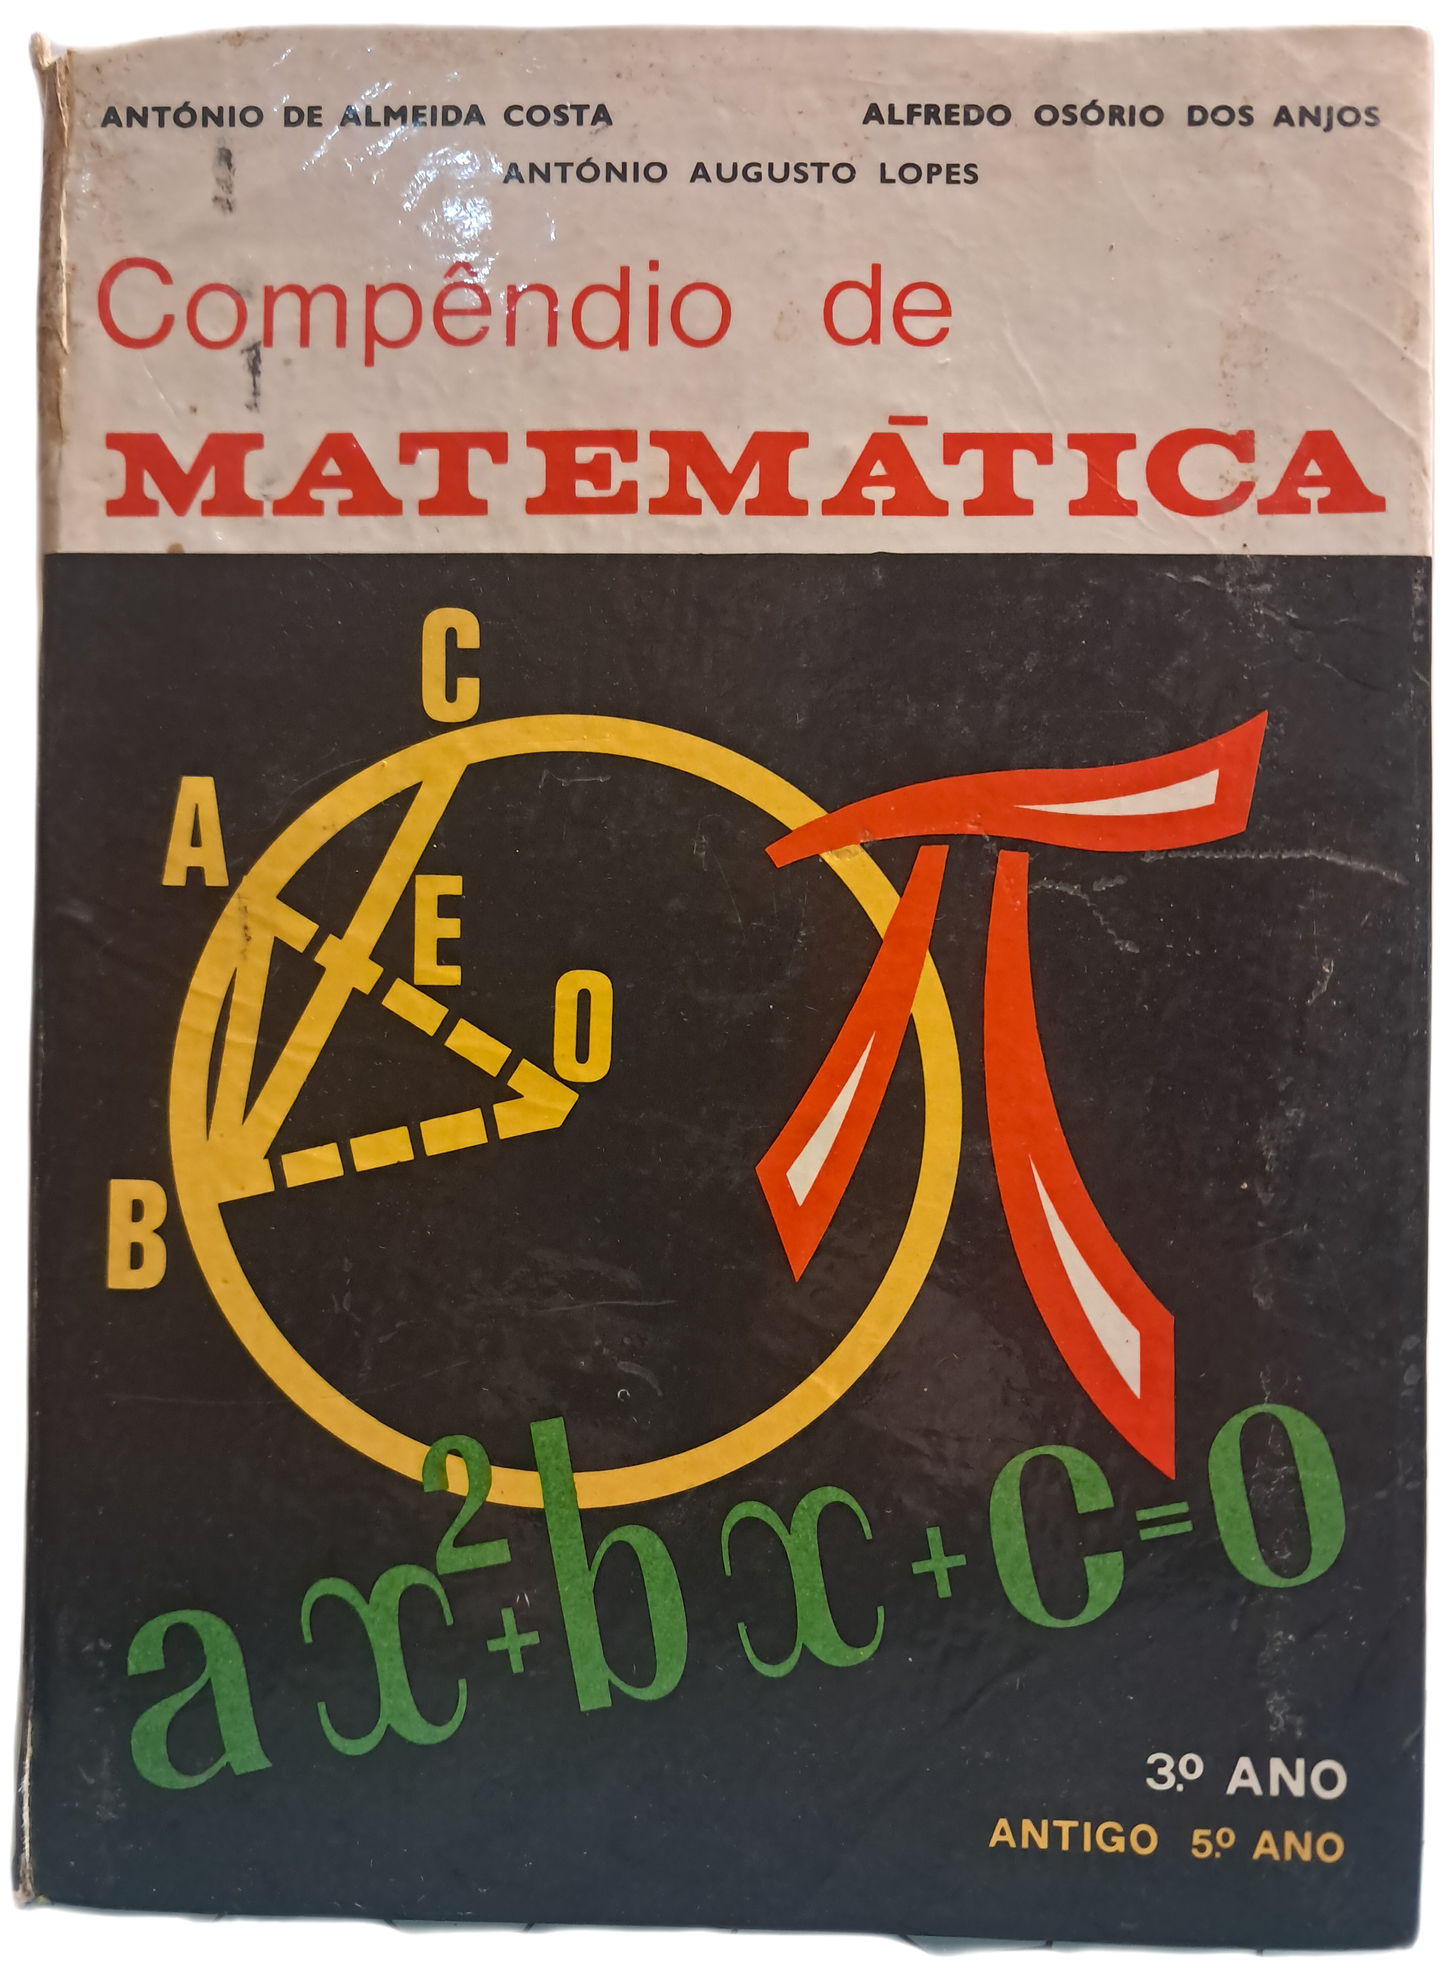 ANTÓNIO DE ALMEIDA COSTA ALFREDO OSÓRIO DOS ANJOS
ANTÓNIO AUGUSTO LOPES
Compêndio de
MATEMÁTICA
C
A
E
O
B
π
ax²+bx+c=0
3.º ANO
ANTIGO 5.º ANO